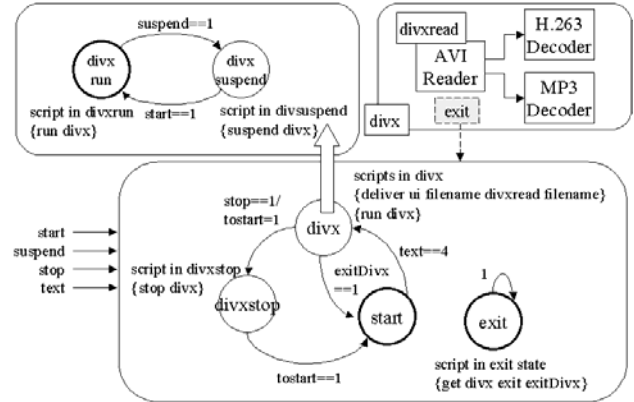 suspend==1
divx
run
divx
suspend
start==1
script in divxrun
{run divx}
script in divsuspend
{suspend divx}
divxread
AVI
Reader
H.263
Decoder
MP3
Decoder
exit
divx
scripts in divx
{deliver ui filename divxread filename}
{run divx}
start
suspend
stop
text
stop==1/
tostart=1
divx
text==4
script in divxstop
{stop divx}
exitDivx
==1
divxstop
start
tostart==1
1
exit
script in exit state
{get divx exit exitDivx}